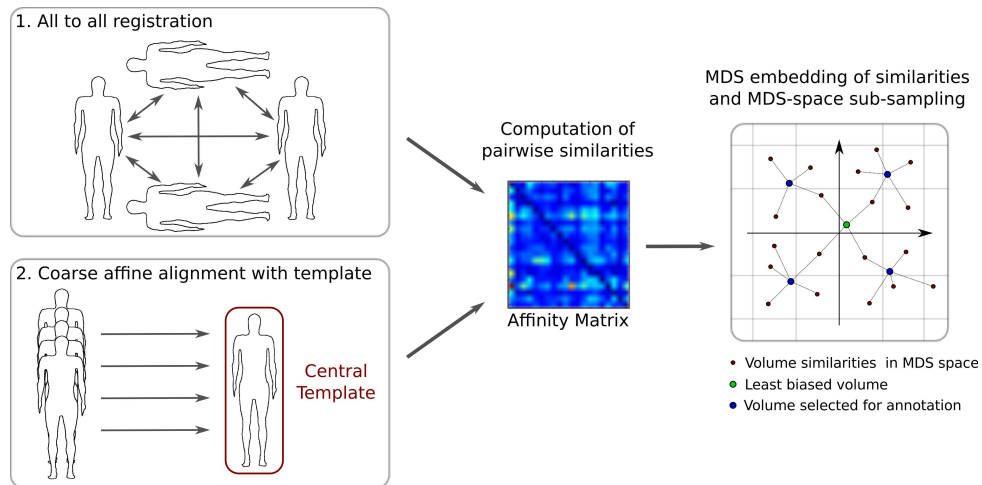 1. All to all registration
2. Coarse affine alignment with template
Central
Template
Computation of
pairwise similarities
Affinity Matrix
MDS embedding of similarities
and MDS-space sub-sampling
Volume similarities in MDS space
Least biased volume
Volume selected for annotation